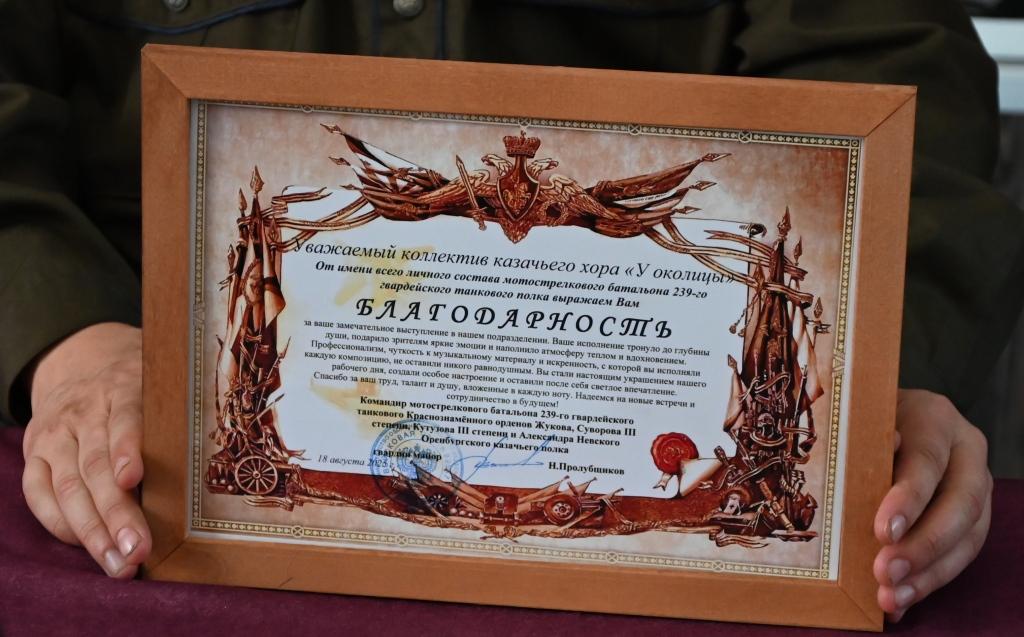 Уважаемый коллектив казачьего хора «У околицы»
От имени всего личного состава мотострелкового батальона 239-го
гвардейского танкового полка выражаем Вам
БЛАГОДАРНОСТЬ
за ваше замечательное выступление в нашем подразделении. Ваше исполнение тронуло до глубины
души, подарило зрителям яркие эмоции и наполнило атмосферу теплом и вдохновением.
Профессионализм, чуткость к музыкальному материалу и искренность, с которой вы исполняли
каждую композицию, не оставили никого равнодушным. Вы стали настоящим украшением нашего
рабочего дня, создали особое настроение и оставили после себя светлое впечатление.
Спасибо за ваш труд, талант и душу, вложенные в каждую ноту. Надеемся на новые встречи и
сотрудничество в будущем!
Командир мотострелкового батальона 239-го гвардейского
танкового Краснознамённого орденов Жукова, Суворова III
степени, Кутузова III степени и Александра Невского
Оренбургского казачьего полка
гвардии майор
Н.Пролубщиков
18 августа 2025